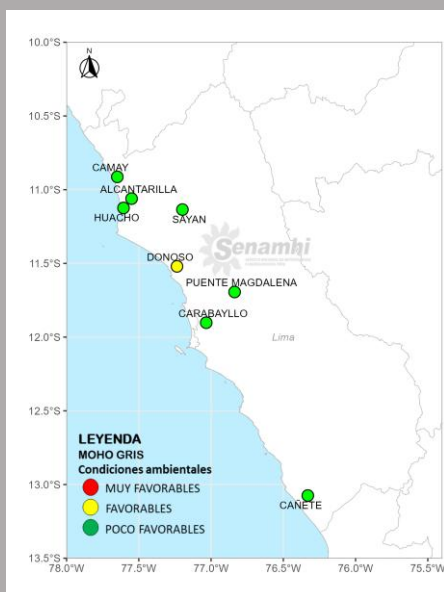 10.0°S
N
10.5°S
CAMAY
11.0°S
ALCANTARILLA
HUACHO
SAYAN
Senamhi
DONOSO
11.5°S
PUENTE MAGDALENA
CARABAYLLO
12.0°S
Lima
12.5°S
LEYENDA
MOHO GRIS
Condiciones ambientales
13.0°S
MUY FAVORABLES
FAVORABLES
CAÑETE
POCO FAVORABLES
13.5°S
78.0°W 77.5°W 77.0°W 76.5°W 76.0°W 75.5°W